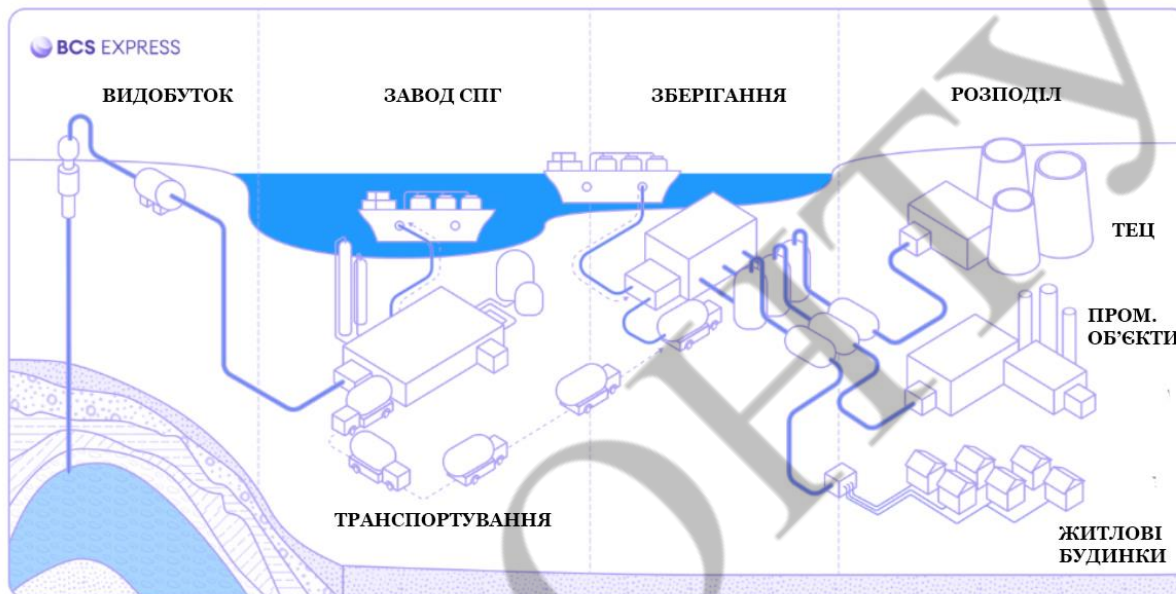 BCS EXPRESS
ВИДОБУТОК
ЗАВОД СПГ
ЗБЕРІГАННЯ
РОЗПОДІЛ
ТЕЦ
ПРОМ.
ОБ’ЄКТИ
ТРАНСПОРТУВАННЯ
ЖИТЛОВІ
БУДИНКИ
ОНТУ